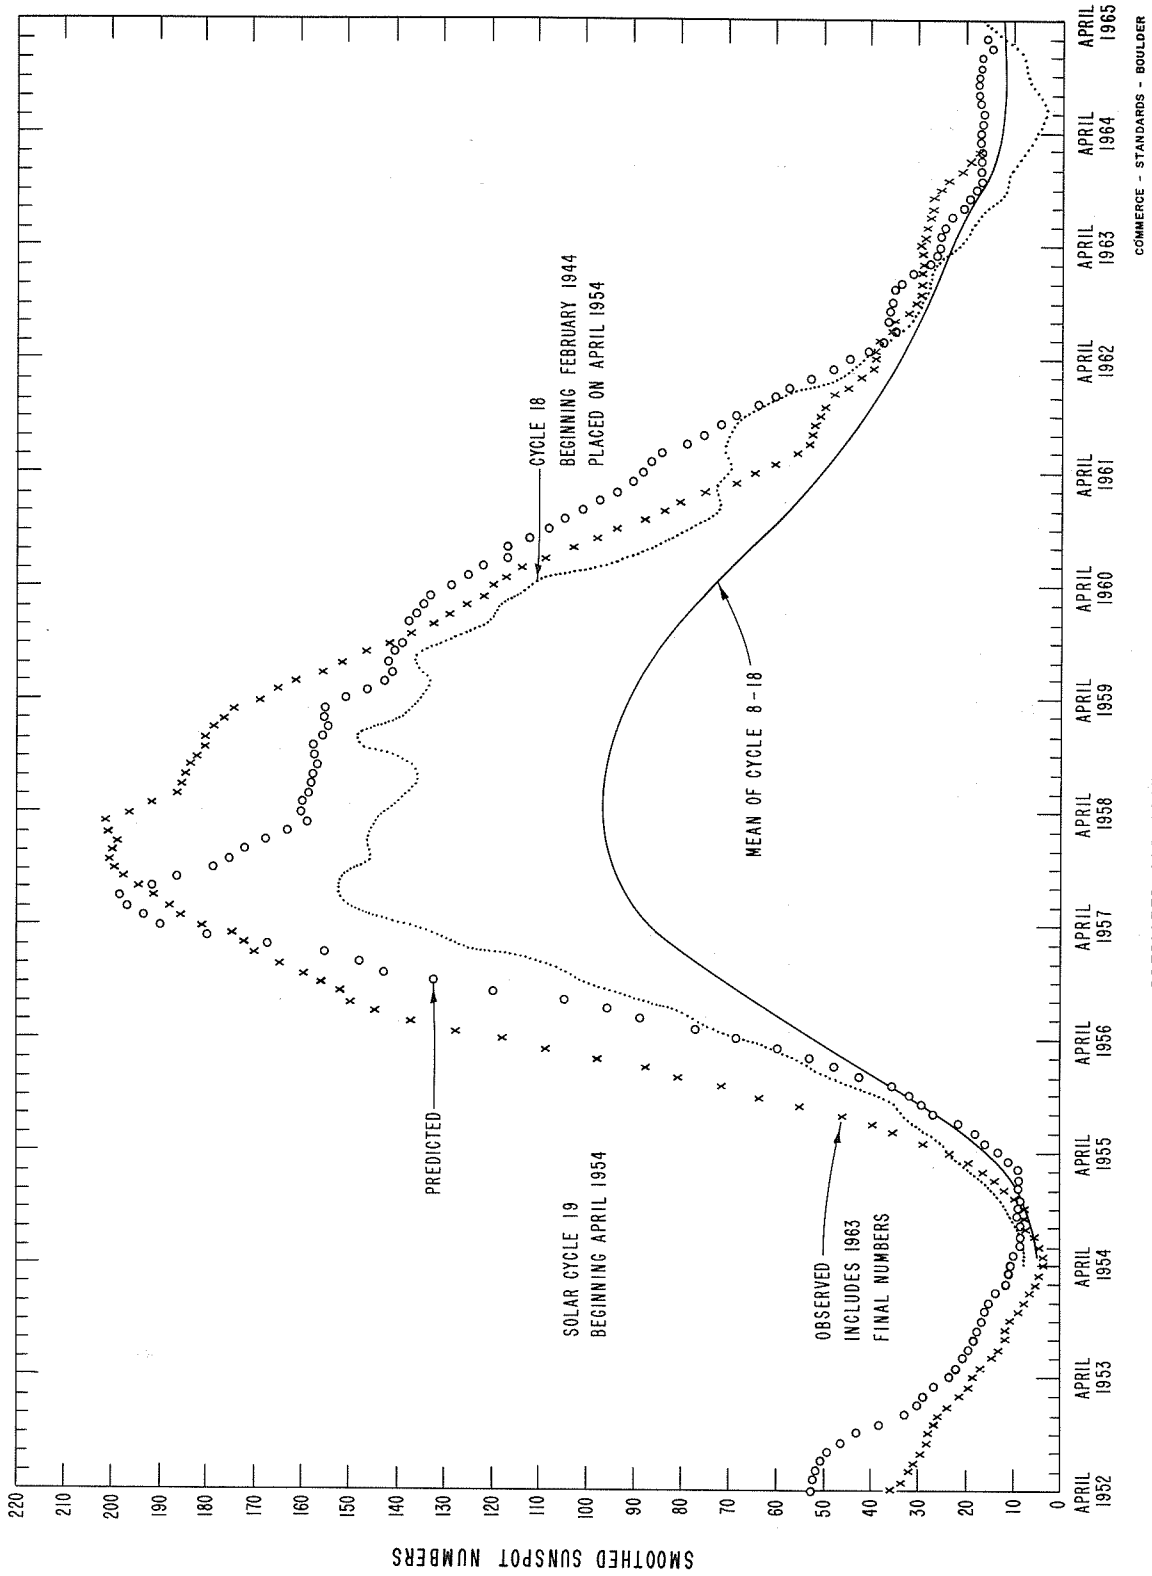 SMOOTHED SUNSPOT NUMBERS
220
210
200
190
180
170
160
150
140
130
120
110
100
90
80
70
60
50
40
30
20
10
0
APRIL
1952
APRIL
1953
APRIL
1954
APRIL
1955
APRIL
1956
APRIL
1957
APRIL
1958
APRIL
1959
APRIL
1960
APRIL
1961
APRIL
1962
APRIL
1963
APRIL
1964
APRIL
1965
CYCLE 18
BEGINNING FEBRUARY 1944
PLACED ON APRIL 1954
PREDICTED
MEAN OF CYCLE 8-18
SOLAR CYCLE 19
BEGINNING APRIL 1954
OBSERVED
INCLUDES 1963
FINAL NUMBERS
COMMERCE - STANDARDS - BOULDER